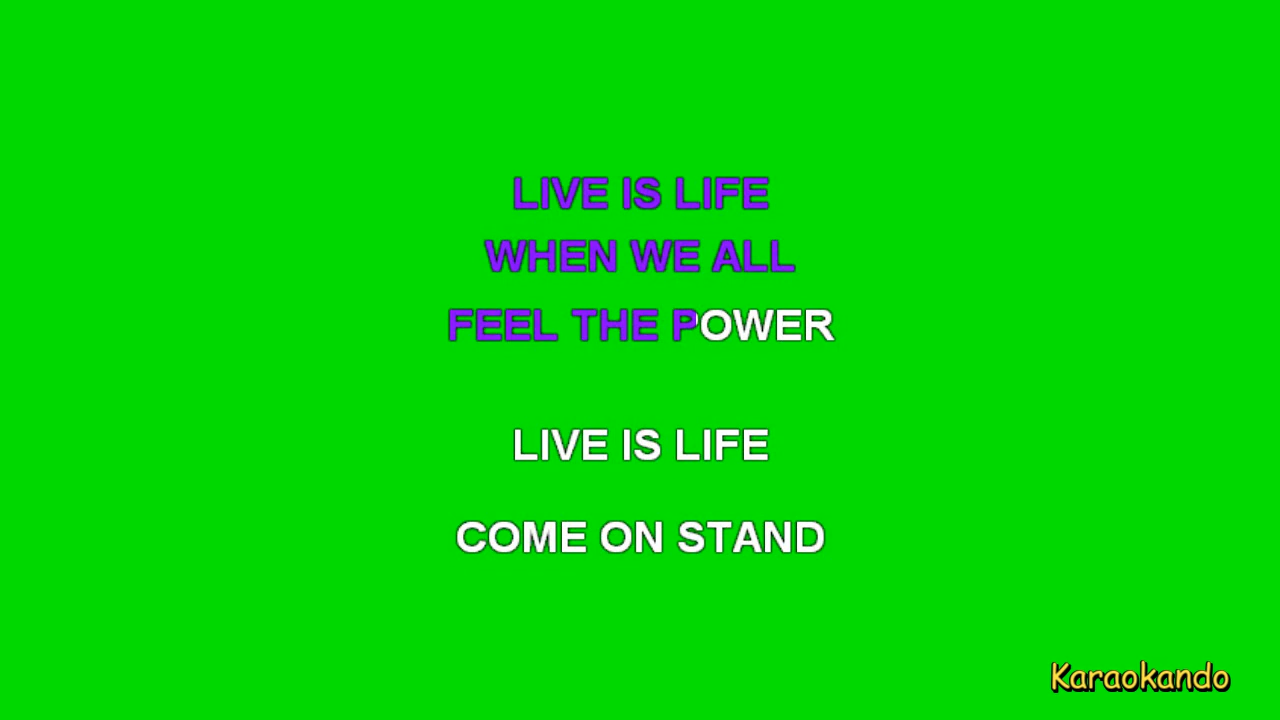 LIVE IS LIFE
WHEN WE ALL
FEEL THE POWER
LIVE IS LIFE
COME ON STAND
Karaokando